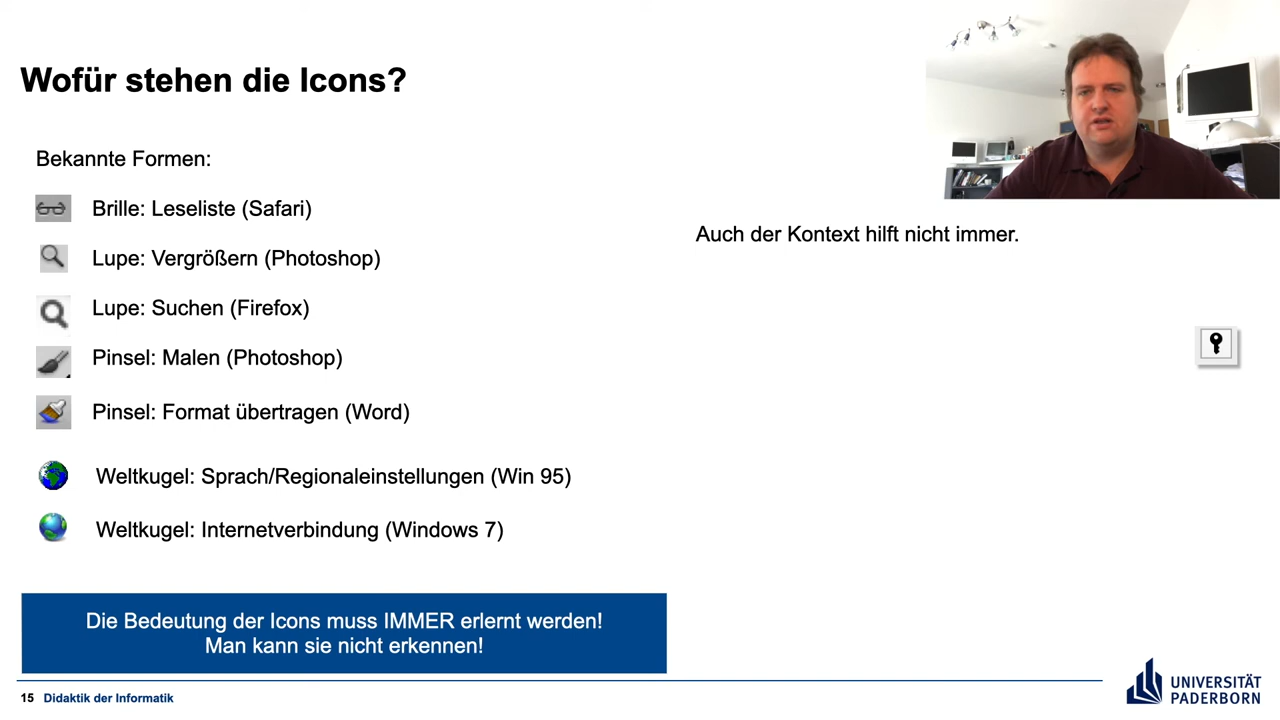 Wofür stehen die Icons?
Bekannte Formen:
Brille: Leseliste (Safari)
Lupe: Vergrößern (Photoshop)
Lupe: Suchen (Firefox)
Pinsel: Malen (Photoshop)
Pinsel: Format übertragen (Word)
Weltkugel: Sprach/Regionaleinstellungen (Win 95)
Weltkugel: Internetverbindung (Windows 7)
Die Bedeutung der Icons muss IMMER erlernt werden!
Man kann sie nicht erkennen!
Auch der Kontext hilft nicht immer.
15 Didaktik der Informatik
UNIVERSITÄT
PADERBORN